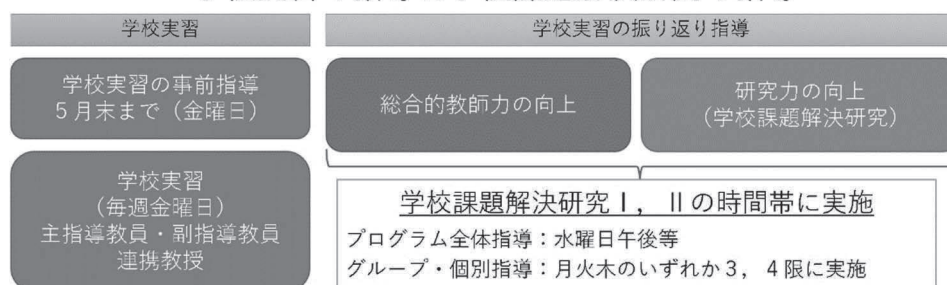 学校実習
学校実習の振り返り指導
学校実習の事前指導
5月末まで（金曜日）
総合的教師力の向上
研究力の向上
（学校課題解決研究）
学校実習
（毎週金曜日）
主指導教員・副指導教員
連携教授
学校課題解決研究Ⅰ，Ⅱの時間帯に実施
プログラム全体指導：水曜日午後等
グループ・個別指導：月火木のいずれか3，4限に実施